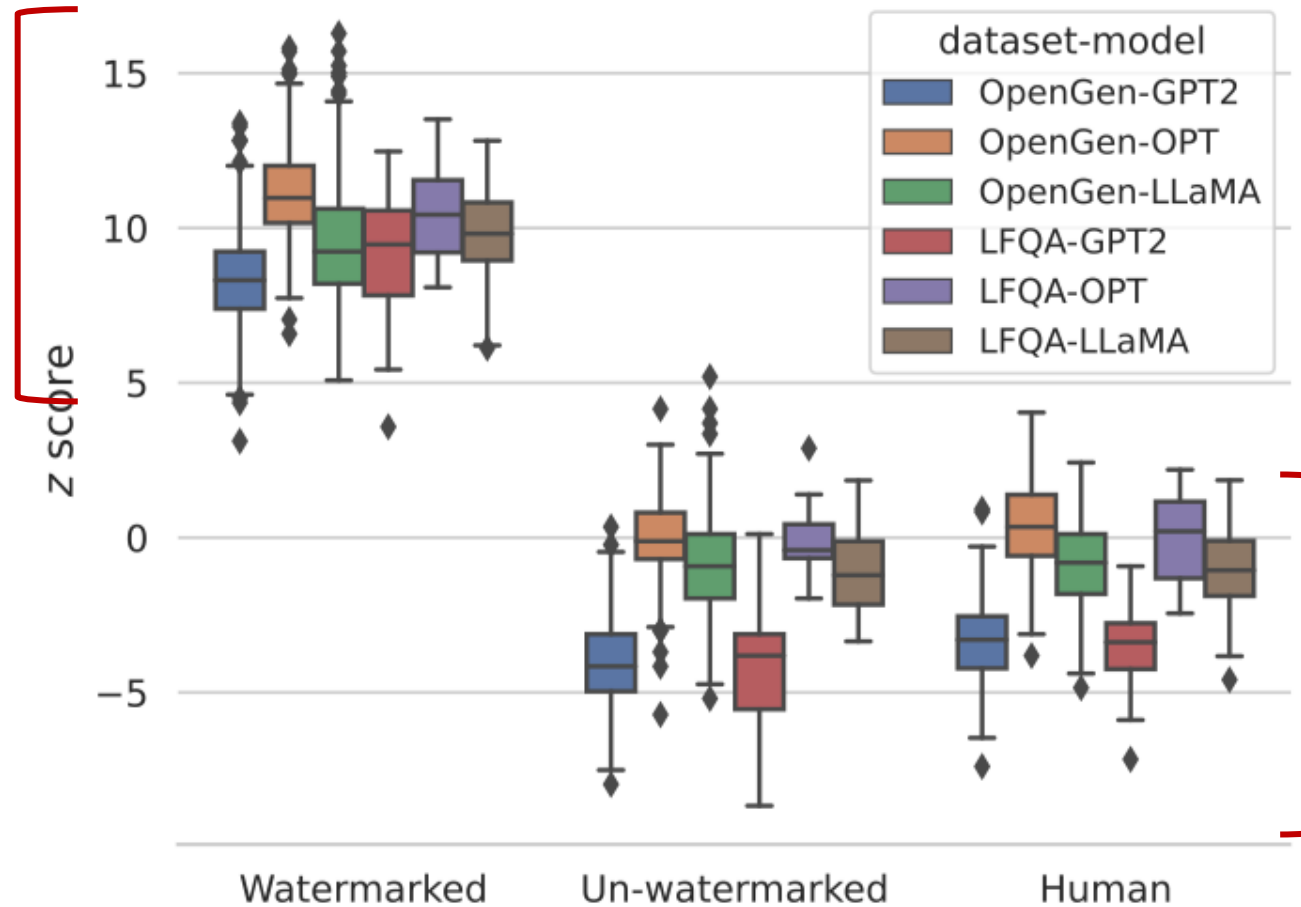 dataset-model
OpenGen-GPT2
OpenGen-OPT
OpenGen-LLaMA
LFQA-GPT2
LFQA-OPT
LFQA-LLaMA
z score
15
10
5
0
−5
Watermarked
Un-watermarked
Human